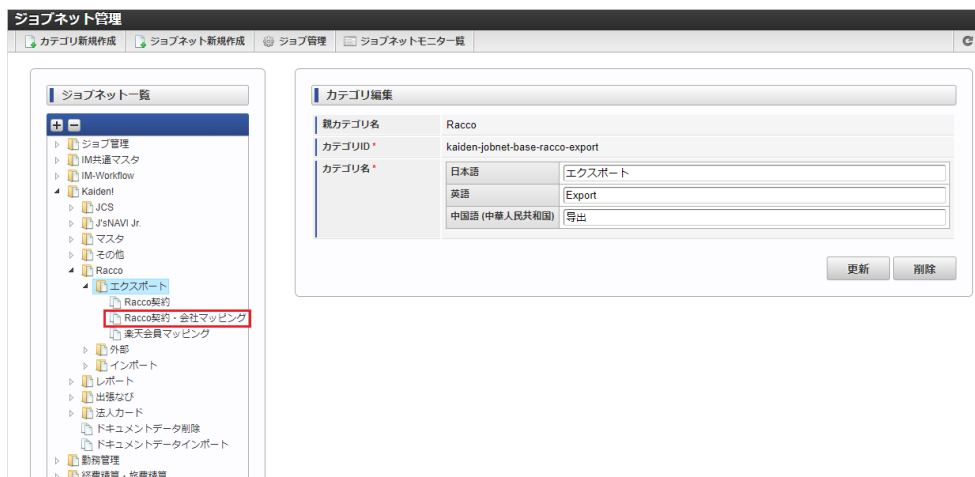 ジョブネット管理
カテゴリ新規作成 ジョブネット新規作成 ジョブ管理 ジョブネットモニタ一覧
ジョブネット一覧
ジョブ管理
IM共通マスタ
IM-Workflow
Kaiden!
JCS
J'sNAVI Jr.
マスタ
その他
Racco
エクスポート
Racco契約
Racco契約・会社マッピング
楽天会員マッピング
外部
インポート
レポート
出張なび
法人カード
ドキュメントデータ削除
ドキュメントデータインポート
勤務管理
経費精算・旅費精算
カテゴリ編集
親カテゴリ名 Racco
カテゴリID * kaiden-jobnet-base-racco-export
カテゴリ名 * 日本語 エクスポート
英語 Export
中国語 (中華人民共和国) 导出
更新 削除